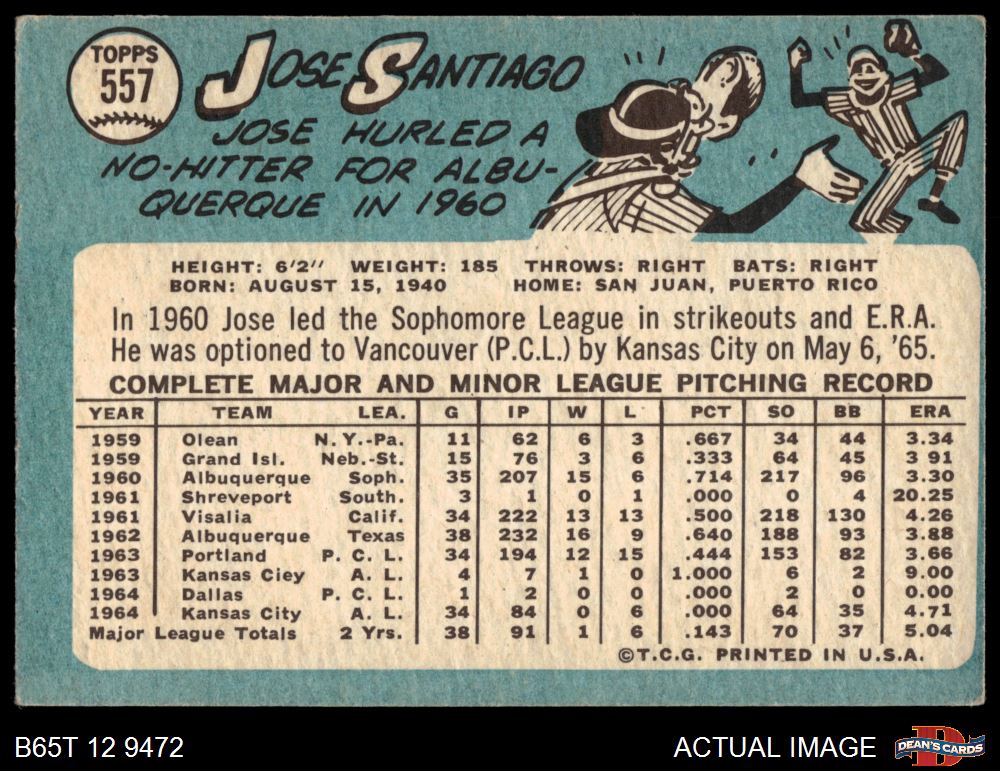 TOPPS
557
JOSE SANTIAGO
JOSE HURLED A
NO-HITTER FOR ALBU-
QUERQUE IN 1960
HEIGHT: 6'2" WEIGHT: 185 THROWS: RIGHT BATS: RIGHT
BORN: AUGUST 15, 1940 HOME: SAN JUAN, PUERTO RICO
In 1960 Jose led the Sophomore League in strikeouts and E.R.A.
He was optioned to Vancouver (P.C.L.) by Kansas City on May 6, '65.
COMPLETE MAJOR AND MINOR LEAGUE PITCHING RECORD
YEAR TEAM LEA. G IP W L PCT SO BB ERA
1959 Olean N.Y.-Pa. 11 62 6 3 .667 34 44 3.34
1959 Grand Isl. Neb.-St. 15 76 3 6 .333 64 45 3 91
1960 Albuquerque Soph. 35 207 15 6 .714 217 96 3.30
1961 Shreveport South. 3 1 0 1 .000 0 4 20.25
1961 Visalia Calif. 34 222 13 13 .500 218 130 4.26
1962 Albuquerque Texas 38 232 16 9 .640 188 93 3.88
1963 Portland P. C. L. 34 194 12 15 .444 153 82 3.66
1963 Kansas Ciey A. L. 4 7 1 0 1.000 6 2 9.00
1964 Dallas P. C. L. 1 2 0 0 .000 2 0 0.00
1964 Kansas City A. L. 34 84 0 6 .000 64 35 4.71
Major League Totals 2 Yrs. 38 91 1 6 .143 70 37 5.04
©T.C.G. PRINTED IN U.S.A.
B65T 12 9472 ACTUAL IMAGE
D
DEAN'S CARDS